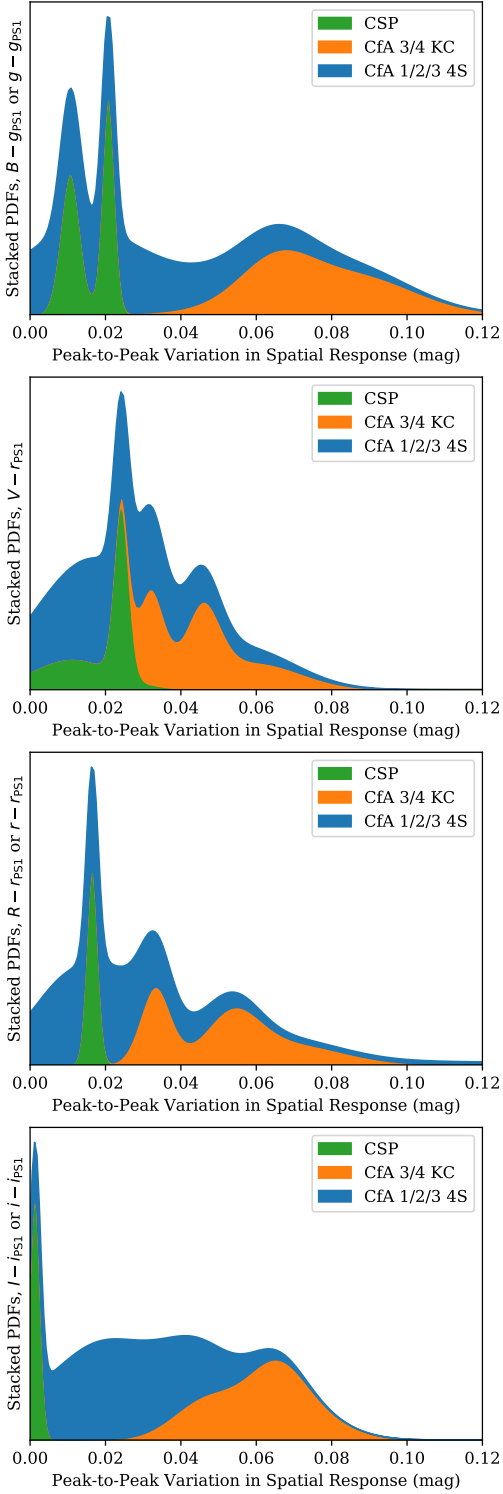 Stacked PDFs, B − g_PS1 or g − g_PS1
CSP
CfA 3/4 KC
CfA 1/2/3 4S
0.00 0.02 0.04 0.06 0.08 0.10 0.12
Peak-to-Peak Variation in Spatial Response (mag)
Stacked PDFs, V − r_PS1
CSP
CfA 3/4 KC
CfA 1/2/3 4S
0.00 0.02 0.04 0.06 0.08 0.10 0.12
Peak-to-Peak Variation in Spatial Response (mag)
Stacked PDFs, R − r_PS1 or r − r_PS1
CSP
CfA 3/4 KC
CfA 1/2/3 4S
0.00 0.02 0.04 0.06 0.08 0.10 0.12
Peak-to-Peak Variation in Spatial Response (mag)
Stacked PDFs, I − i_PS1 or i − i_PS1
CSP
CfA 3/4 KC
CfA 1/2/3 4S
0.00 0.02 0.04 0.06 0.08 0.10 0.12
Peak-to-Peak Variation in Spatial Response (mag)